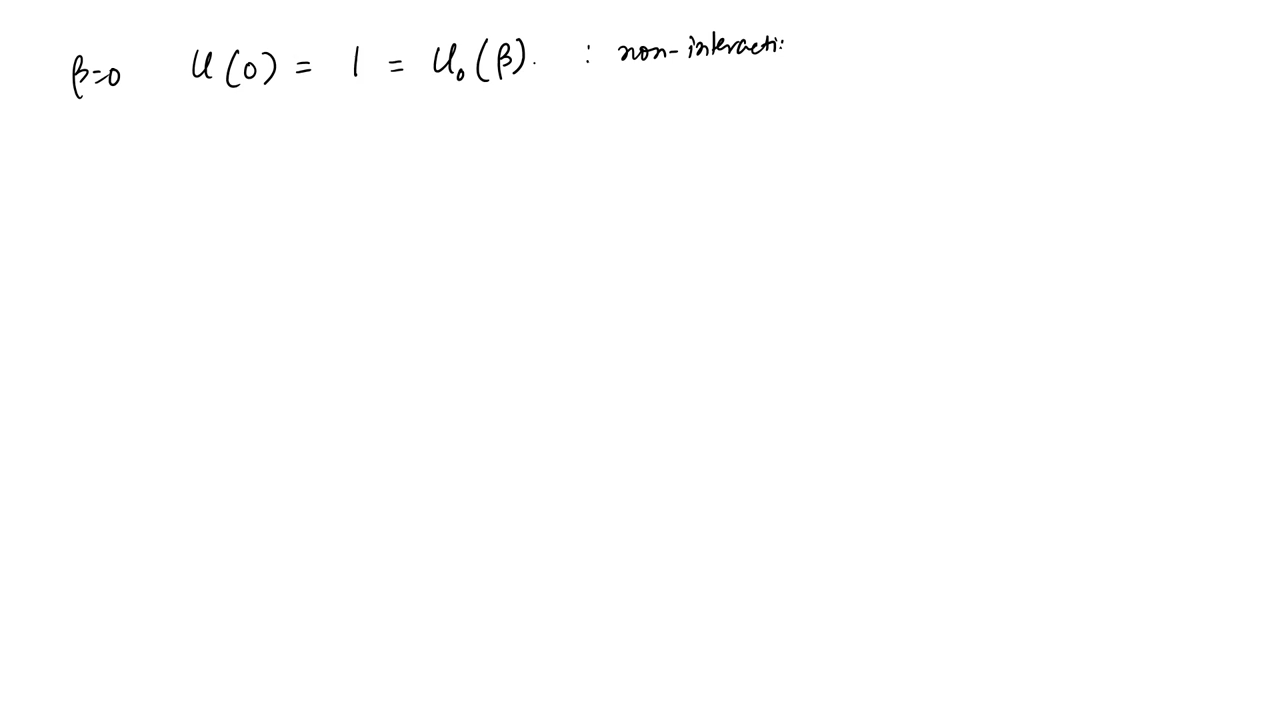 β=0 U(0) = 1 = U₀(β). : non-interacti